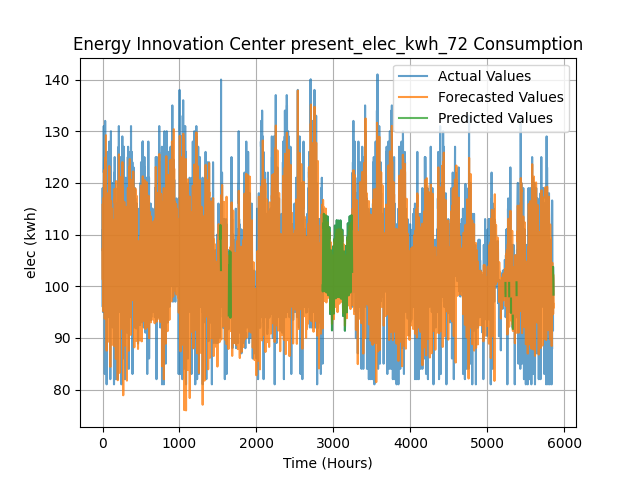 Energy Innovation Center present_elec_kwh_72 Consumption
Actual Values
Forecasted Values
Predicted Values
elec (kwh)
140
130
120
110
100
90
80
0
1000
2000
3000
4000
5000
6000
Time (Hours)